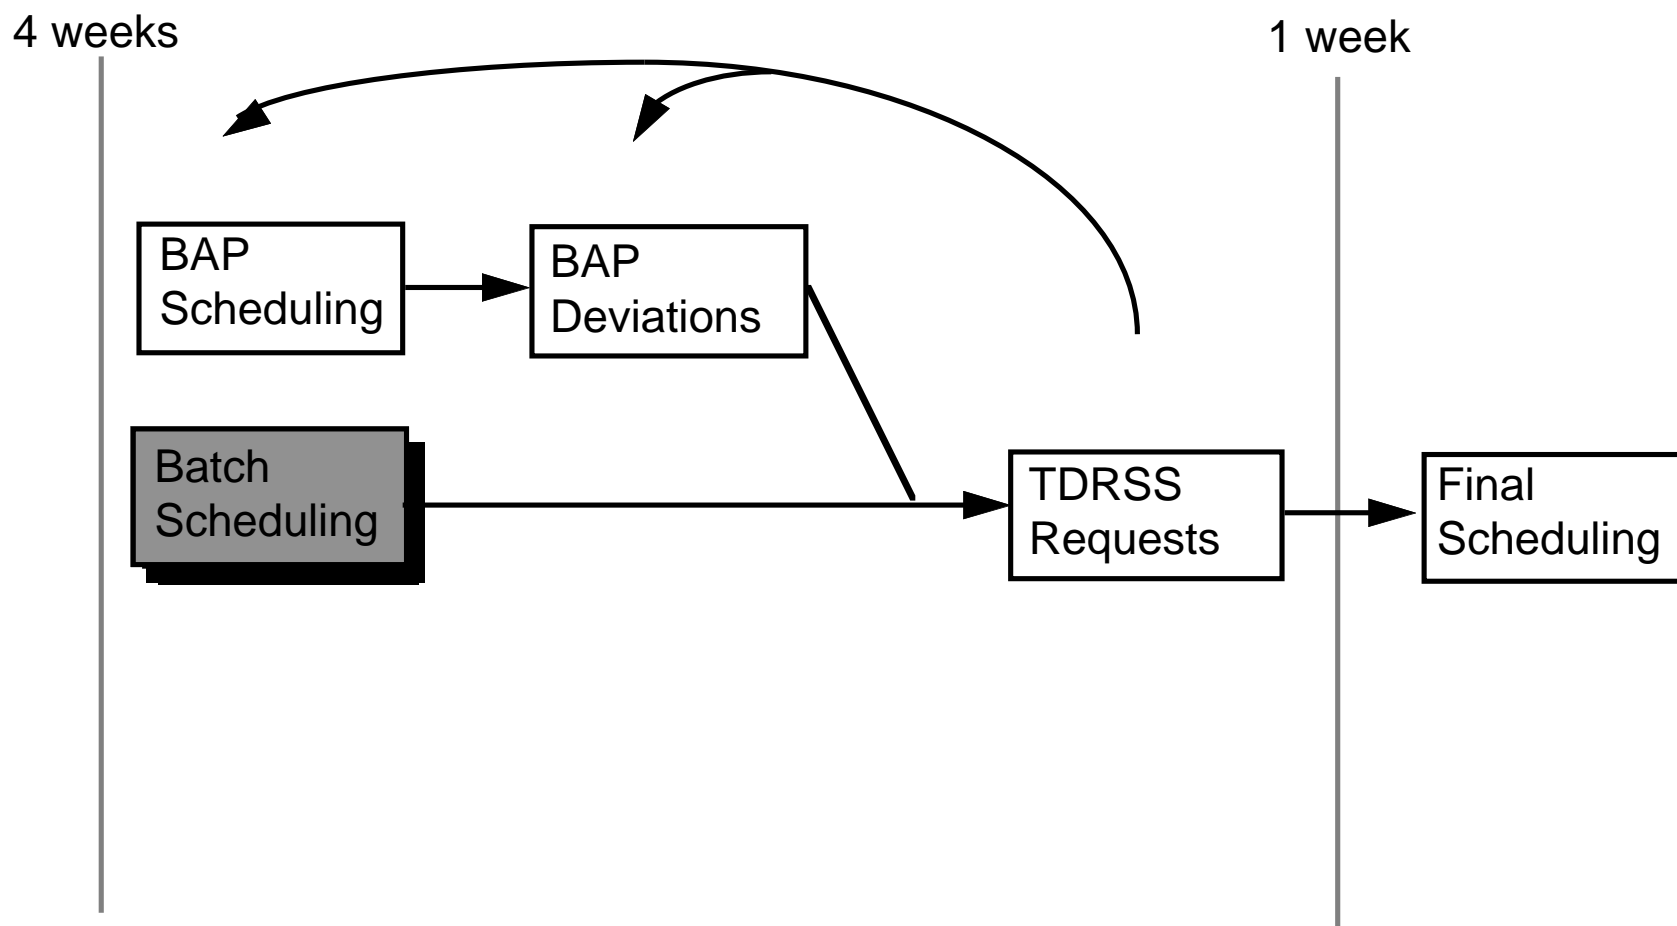 4 weeks
1 week
BAP
Scheduling
BAP
Deviations
Batch
Scheduling
TDRSS
Requests
Final
Scheduling